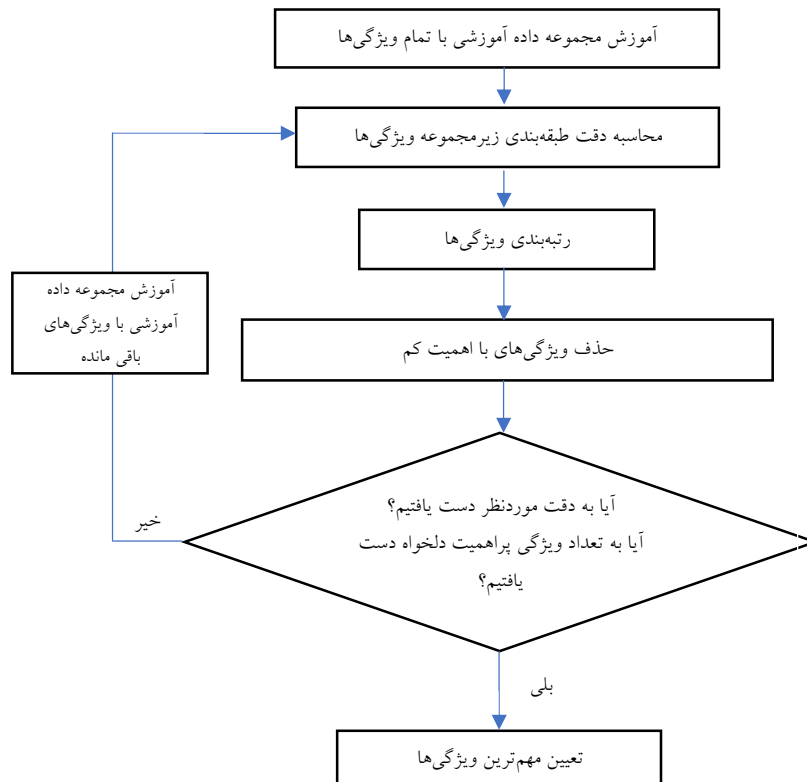 آموزش مجموعه داده آموزشی با تمام ویژگی‌ها
محاسبه دقت طبقه‌بندی زیرمجموعه ویژگی‌ها
رتبه‌بندی ویژگی‌ها
آموزش مجموعه داده
آموزشی با ویژگی‌های
باقی مانده
حذف ویژگی‌های با اهمیت کم
آیا به دقت موردنظر دست یافتیم؟
آیا به تعداد ویژگی پراهمیت دلخواه دست
یافتیم؟
خیر
بلی
تعیین مهم‌ترین ویژگی‌ها